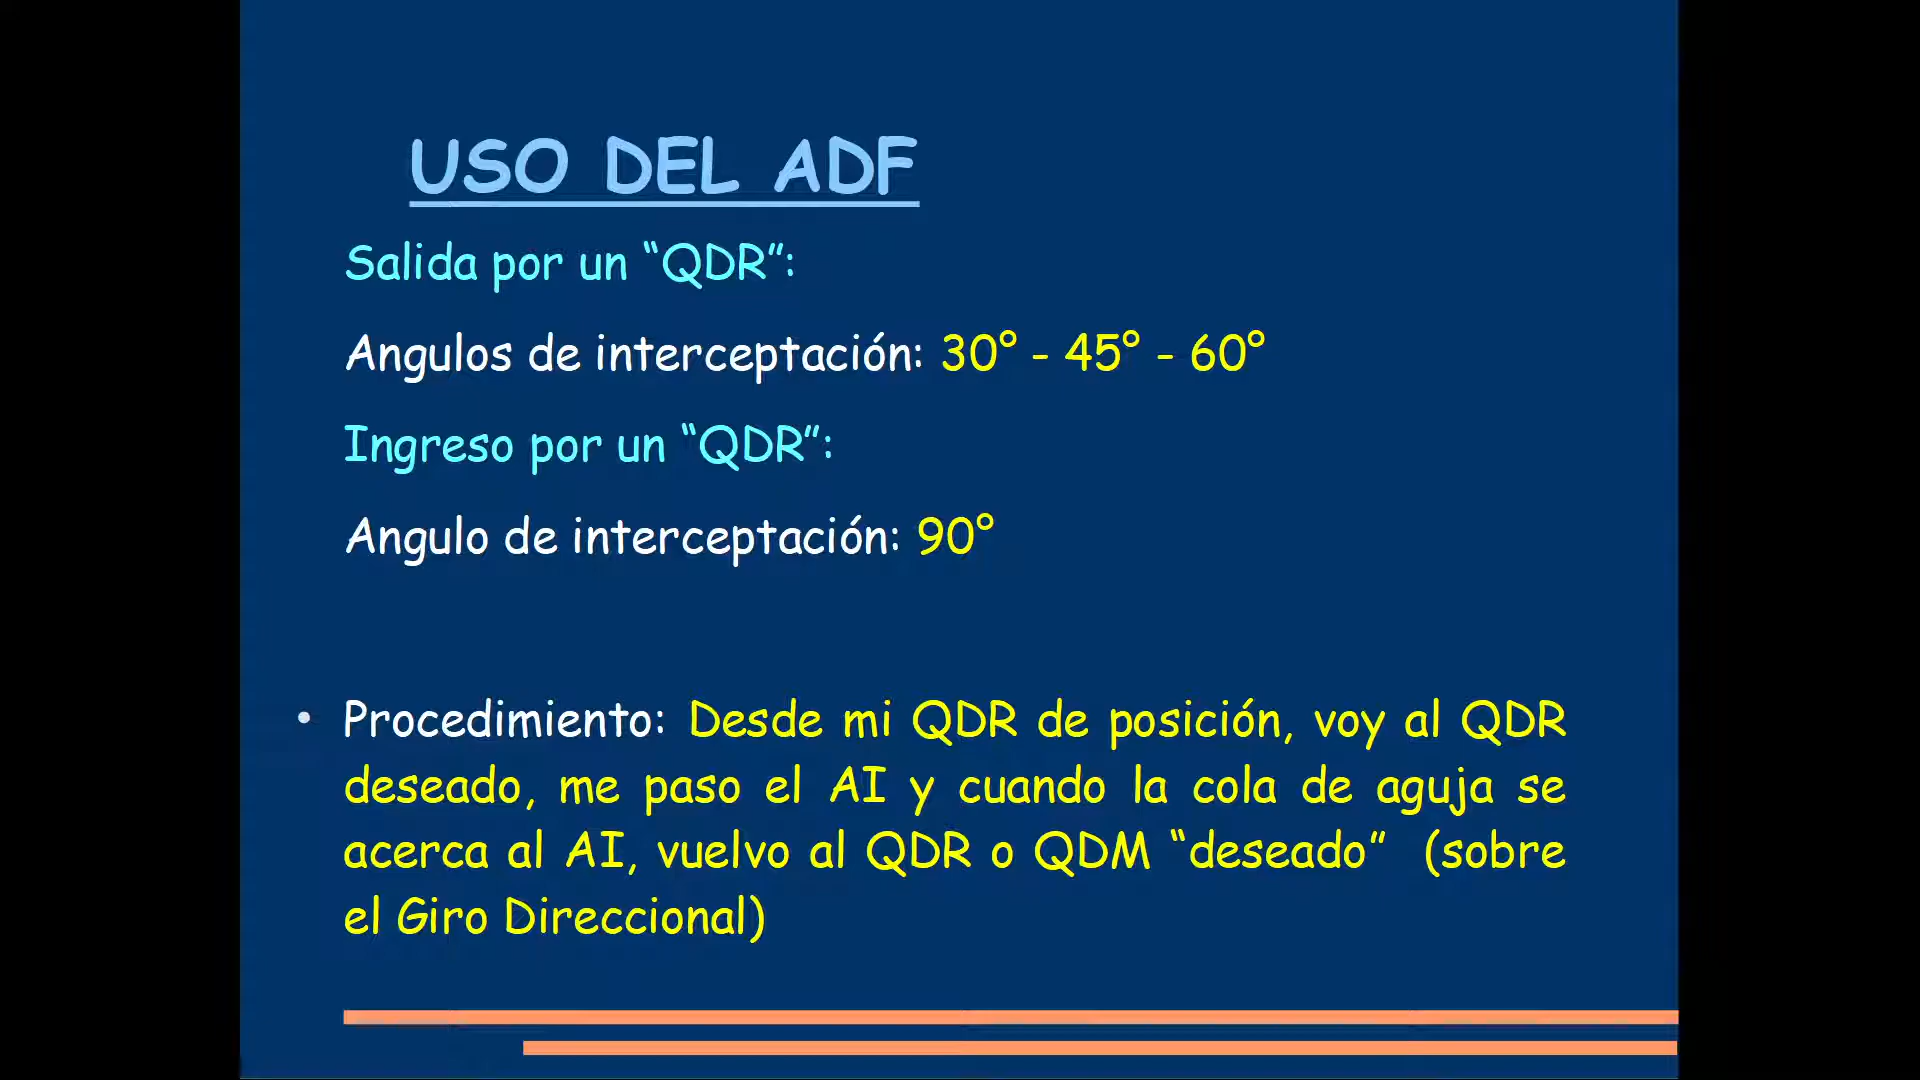 USO DEL ADF
Salida por un “QDR”:
Angulos de interceptación: 30° - 45° - 60°
Ingreso por un “QDR”:
Angulo de interceptación: 90°
• Procedimiento: Desde mi QDR de posición, voy al QDR
deseado, me paso el AI y cuando la cola de aguja se
acerca al AI, vuelvo al QDR o QDM “deseado” (sobre
el Giro Direccional)